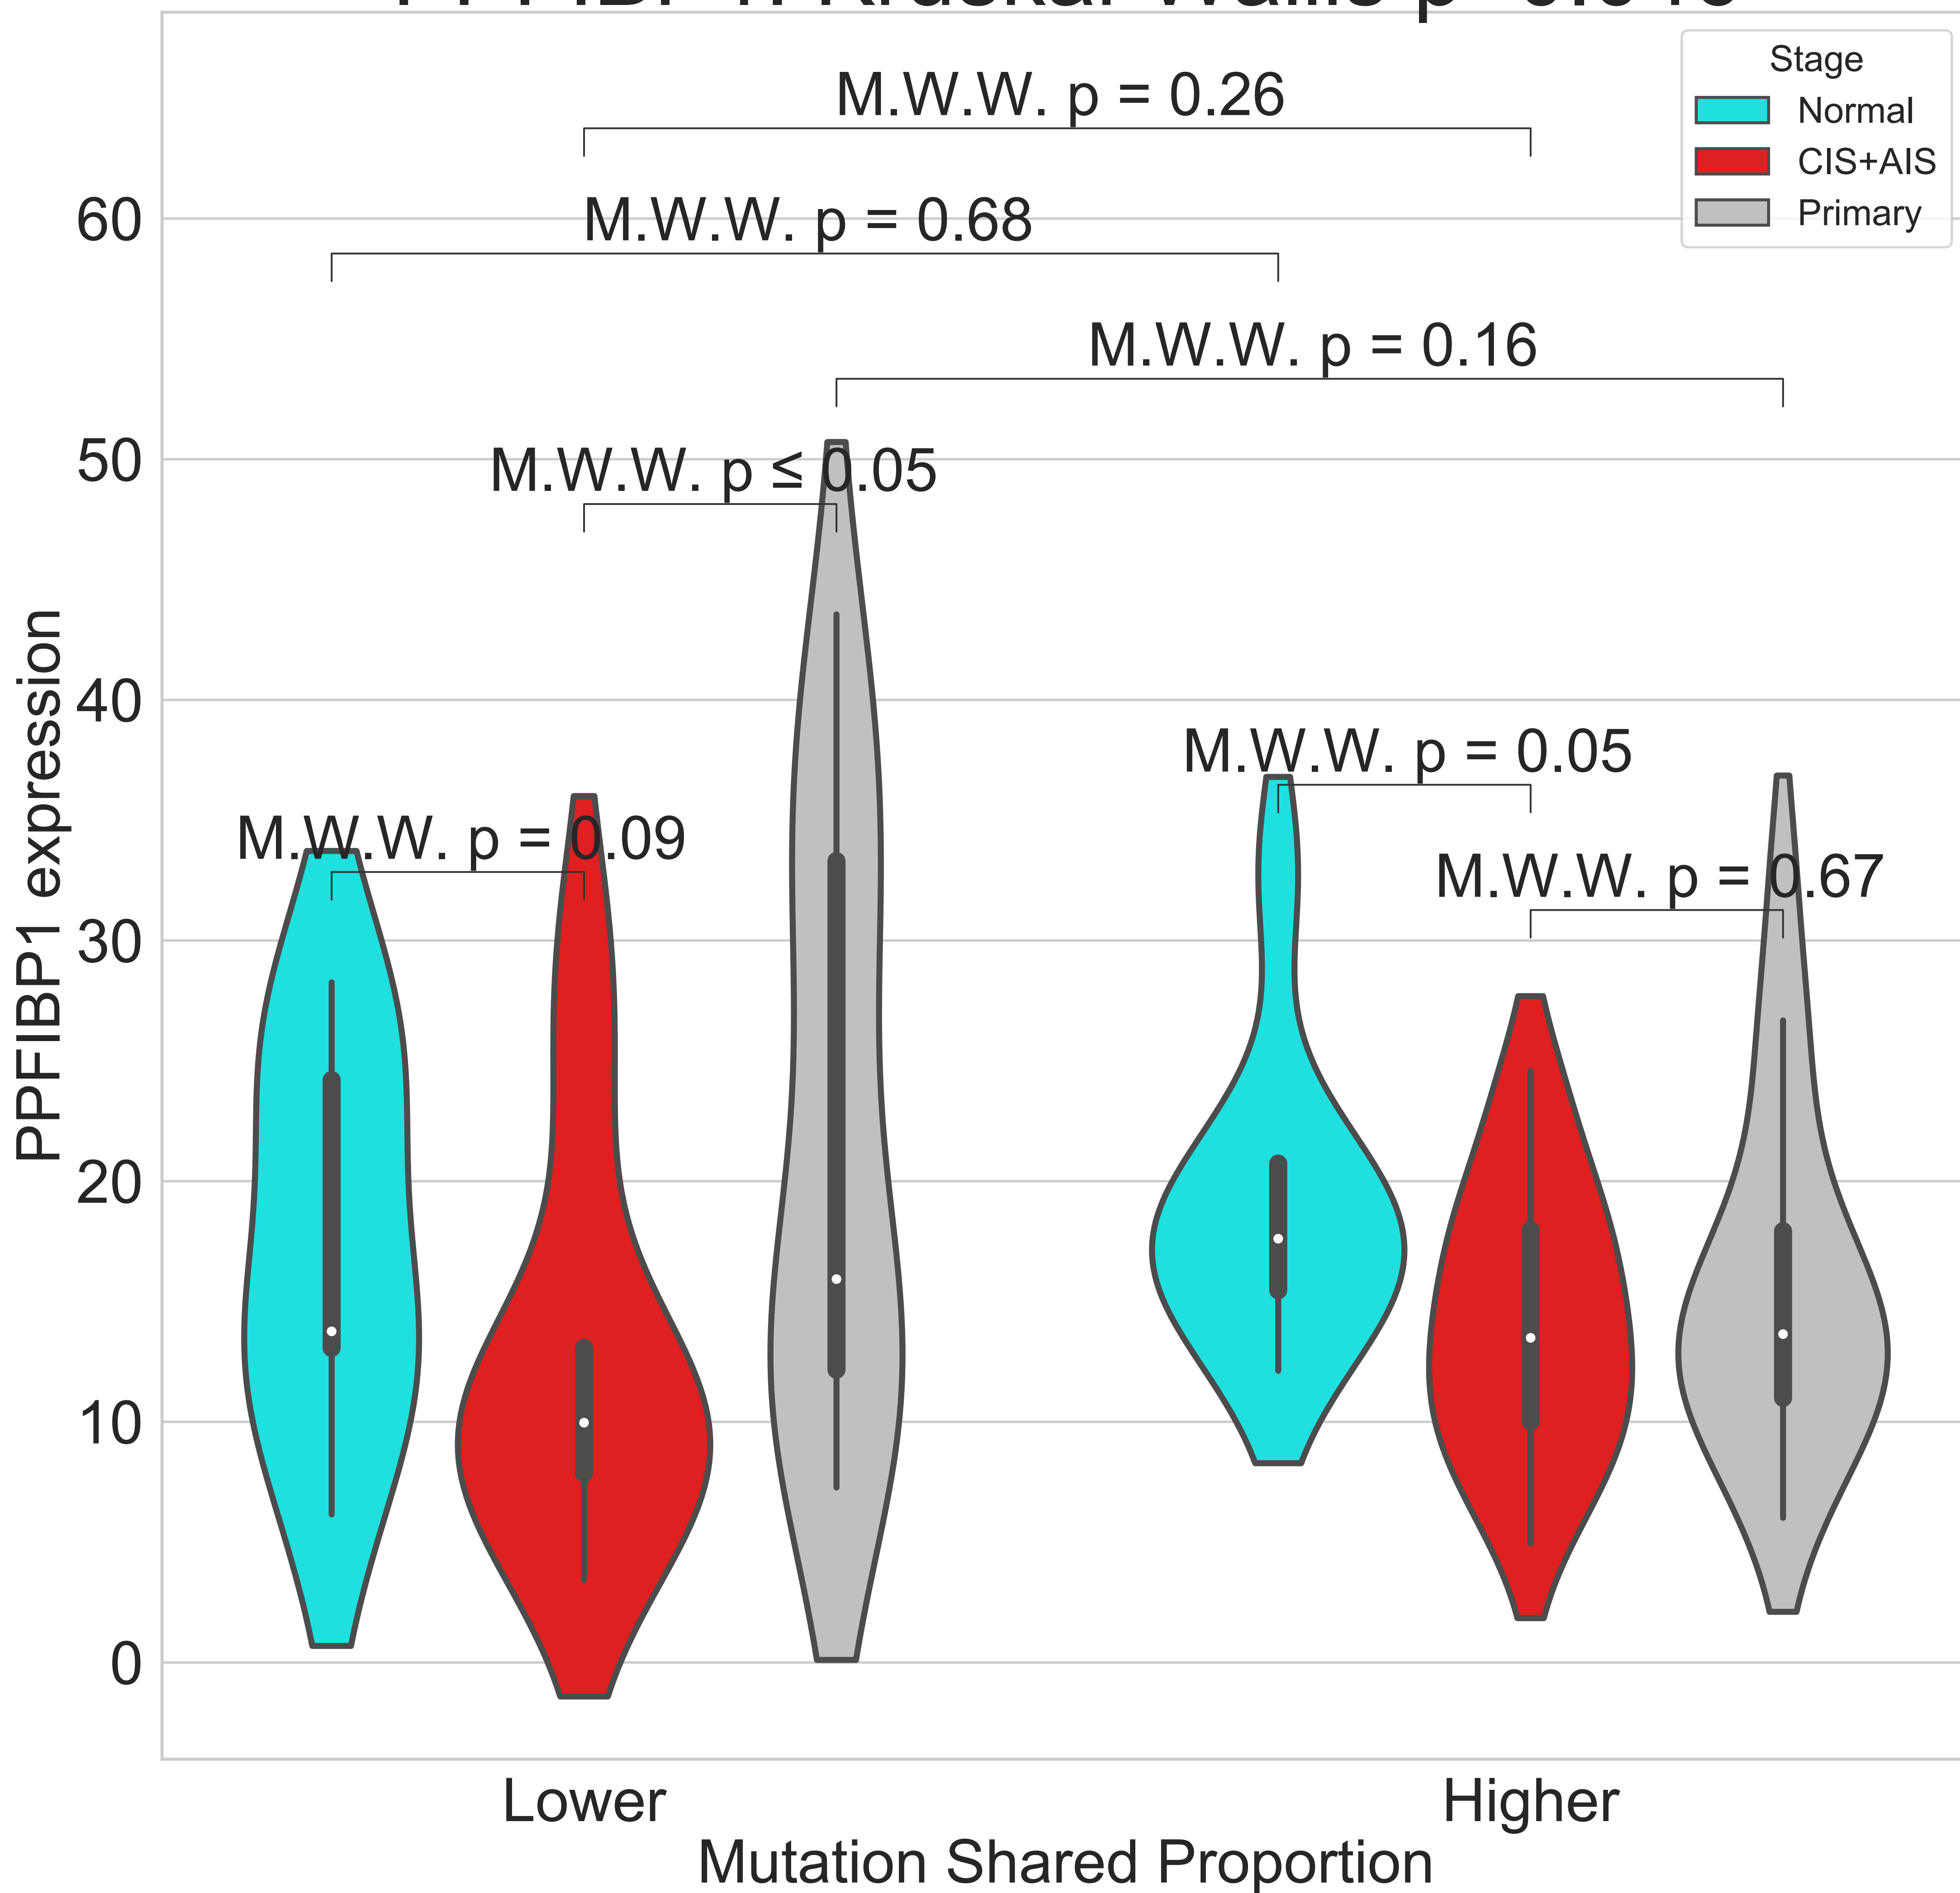 Stage
Normal
CIS+AIS
Primary
M.W.W. p = 0.26
M.W.W. p = 0.68
M.W.W. p = 0.16
M.W.W. p ≤ 0.05
M.W.W. p = 0.05
M.W.W. p = 0.09
M.W.W. p = 0.67
PPFIBP1 expression
60
50
40
30
20
10
0
Lower
Higher
Mutation Shared Proportion